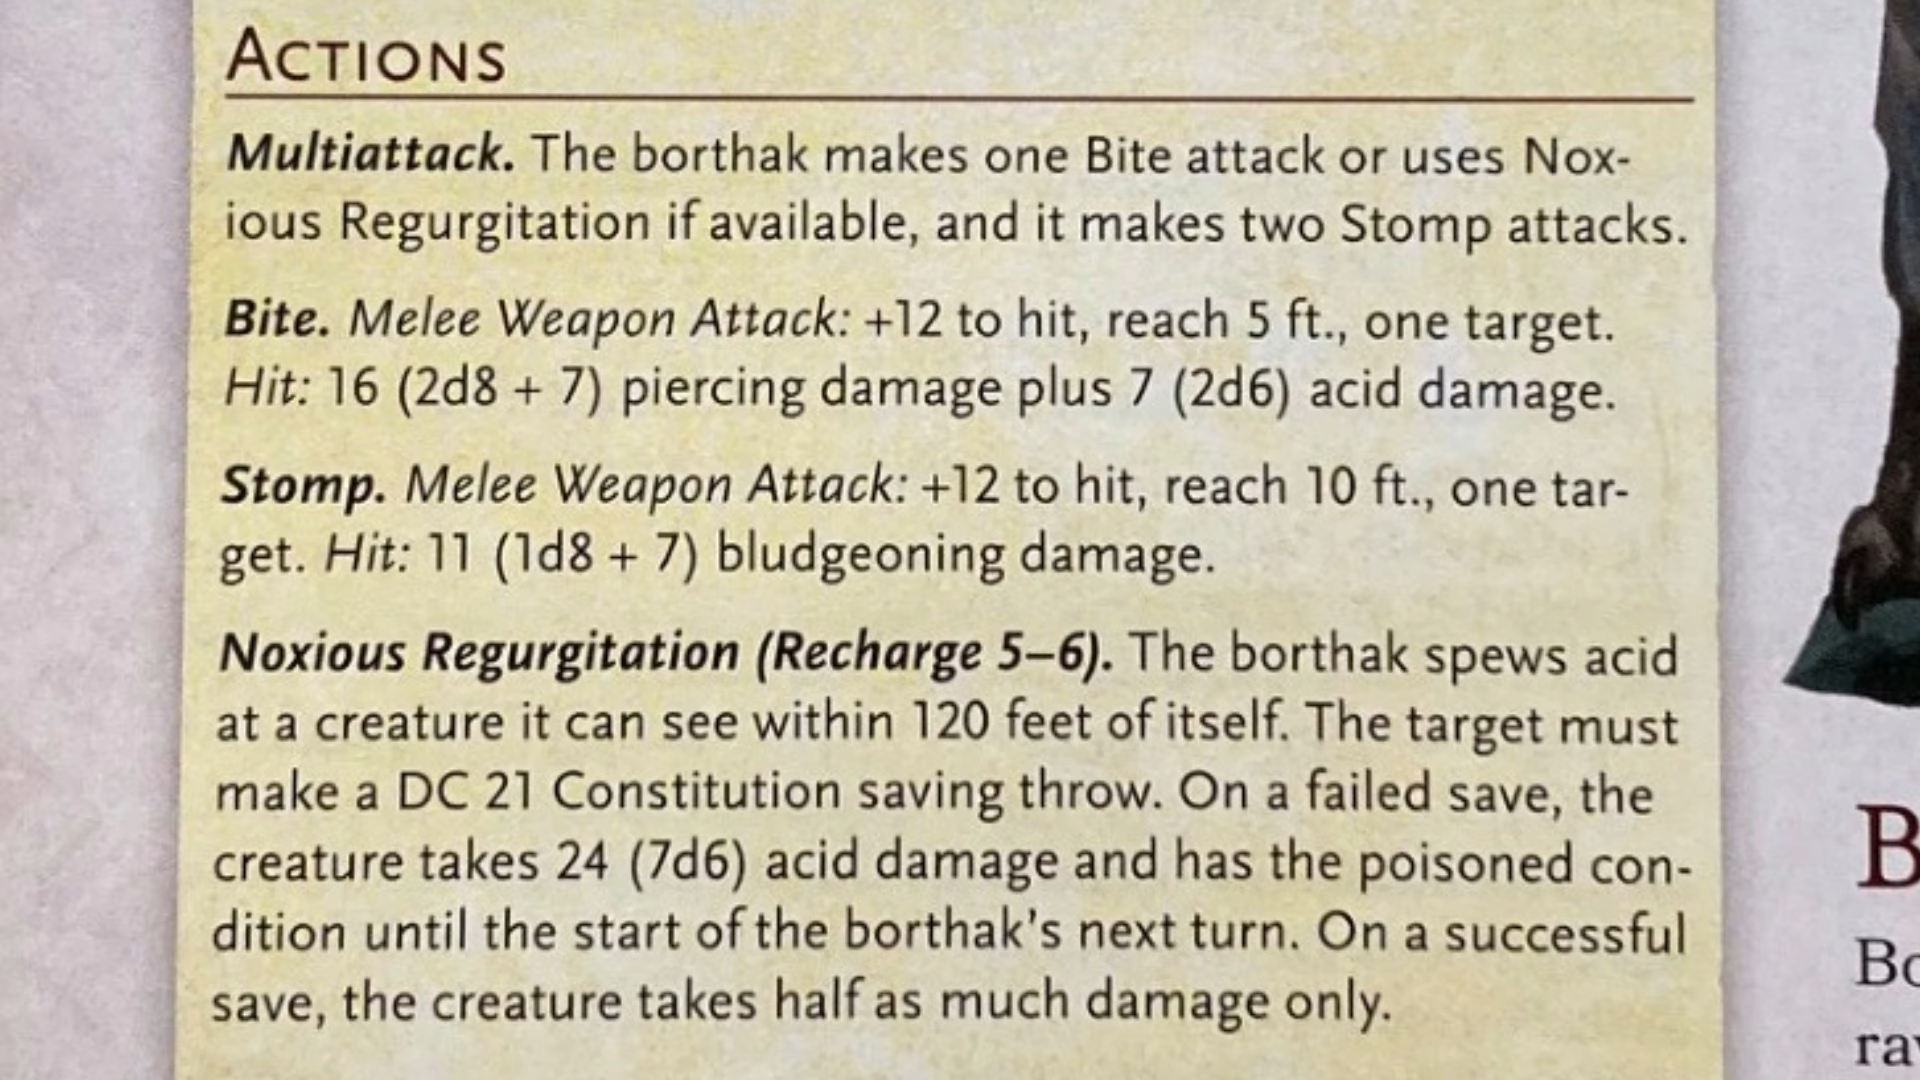 ACTIONS
Multiattack. The borthak makes one Bite attack or uses Nox-
ious Regurgitation if available, and it makes two Stomp attacks.
Bite. Melee Weapon Attack: +12 to hit, reach 5 ft., one target.
Hit: 16 (2d8 + 7) piercing damage plus 7 (2d6) acid damage.
Stomp. Melee Weapon Attack: +12 to hit, reach 10 ft., one tar-
get. Hit: 11 (1d8 + 7) bludgeoning damage.
Noxious Regurgitation (Recharge 5–6). The borthak spews acid
at a creature it can see within 120 feet of itself. The target must
make a DC 21 Constitution saving throw. On a failed save, the
creature takes 24 (7d6) acid damage and has the poisoned con-
dition until the start of the borthak's next turn. On a successful
save, the creature takes half as much damage only.
B
Bo
ra